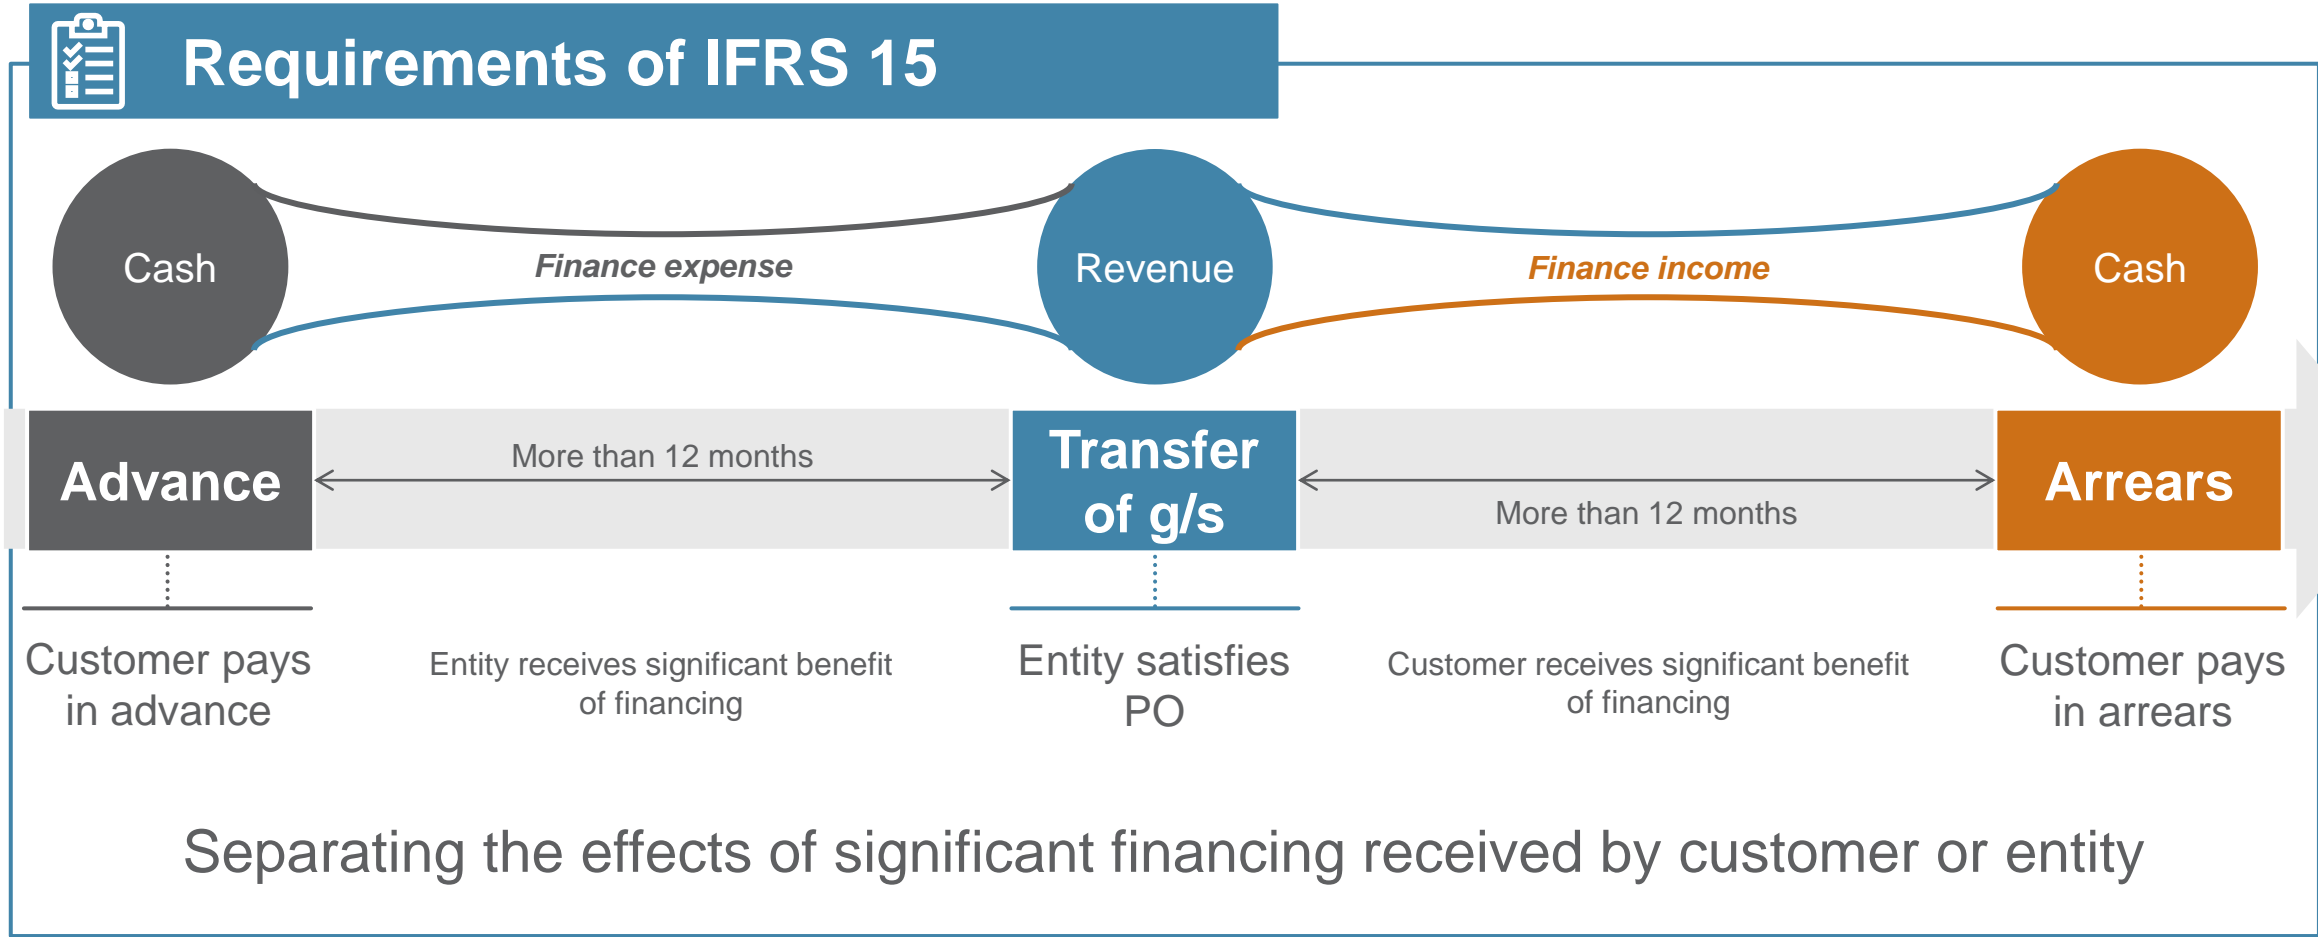 Requirements of IFRS 15
Cash
Finance expense
Revenue
Finance income
Cash
Advance
More than 12 months
Transfer
of g/s
More than 12 months
Arrears
Customer pays
in advance
Entity receives significant benefit
of financing
Entity satisfies
PO
Customer receives significant benefit
of financing
Customer pays
in arrears
Separating the effects of significant financing received by customer or entity